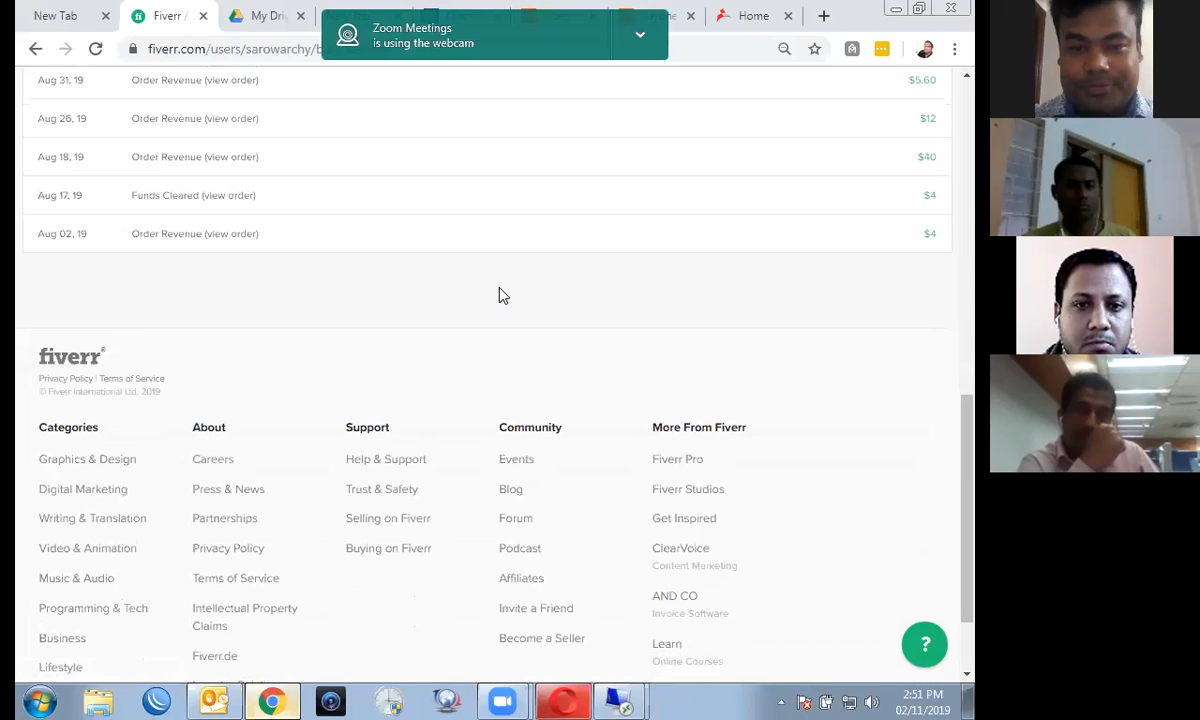 New Tab
Fiverr /
My Dri
Home
Zoom Meetings
is using the webcam
fiverr.com/users/sarowarchy/b
Aug 31, 19 Order Revenue (view order) $5.60
Aug 26, 19 Order Revenue (view order) $12
Aug 18, 19 Order Revenue (view order) $40
Aug 17, 19 Funds Cleared (view order) $4
Aug 02, 19 Order Revenue (view order) $4
fiverr®
Privacy Policy | Terms of Service
© Fiverr International Ltd. 2019
Categories
Graphics & Design
Digital Marketing
Writing & Translation
Video & Animation
Music & Audio
Programming & Tech
Business
Lifestyle
About
Careers
Press & News
Partnerships
Privacy Policy
Terms of Service
Intellectual Property
Claims
Fiverr.de
Support
Help & Support
Trust & Safety
Selling on Fiverr
Buying on Fiverr
Community
Events
Blog
Forum
Podcast
Affiliates
Invite a Friend
Become a Seller
More From Fiverr
Fiverr Pro
Fiverr Studios
Get Inspired
ClearVoice
Content Marketing
AND CO
Invoice Software
Learn
Online Courses
?
2:51 PM
02/11/2019